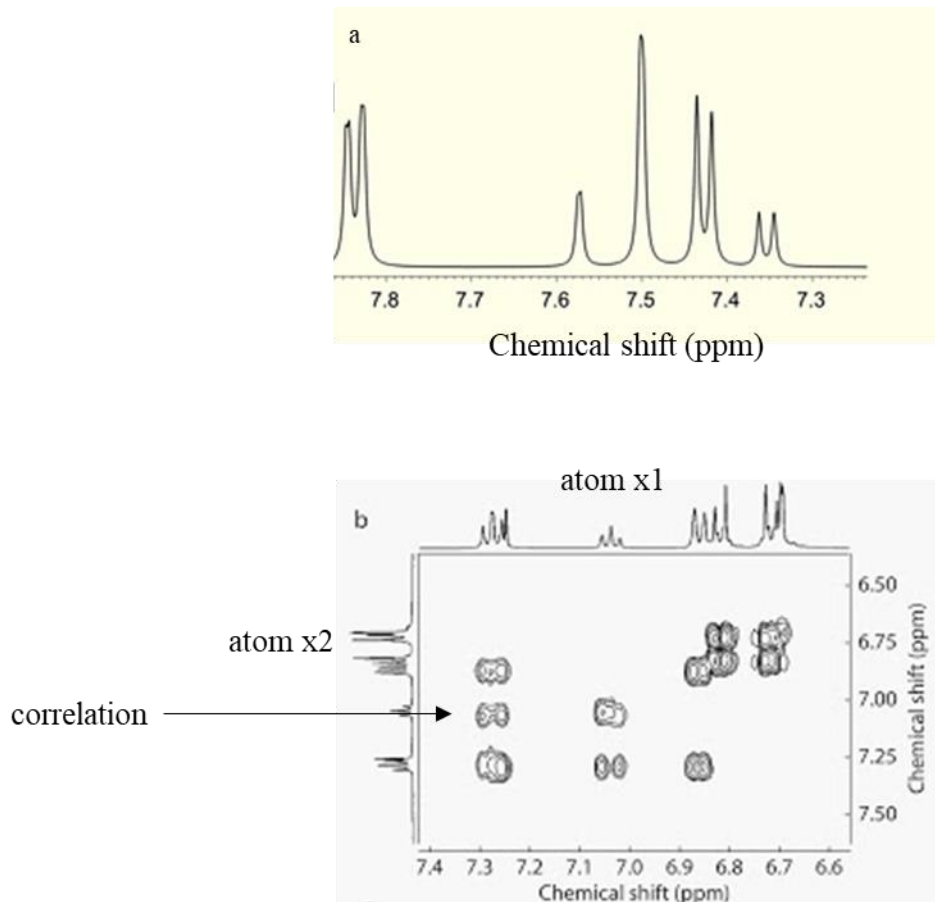 a
7.8 7.7 7.6 7.5 7.4 7.3
Chemical shift (ppm)
atom x1
b
6.50
6.75
7.00
7.25
7.50
Chemical shift (ppm)
atom x2
correlation
7.4 7.3 7.2 7.1 7.0 6.9 6.8 6.7 6.6
Chemical shift (ppm)